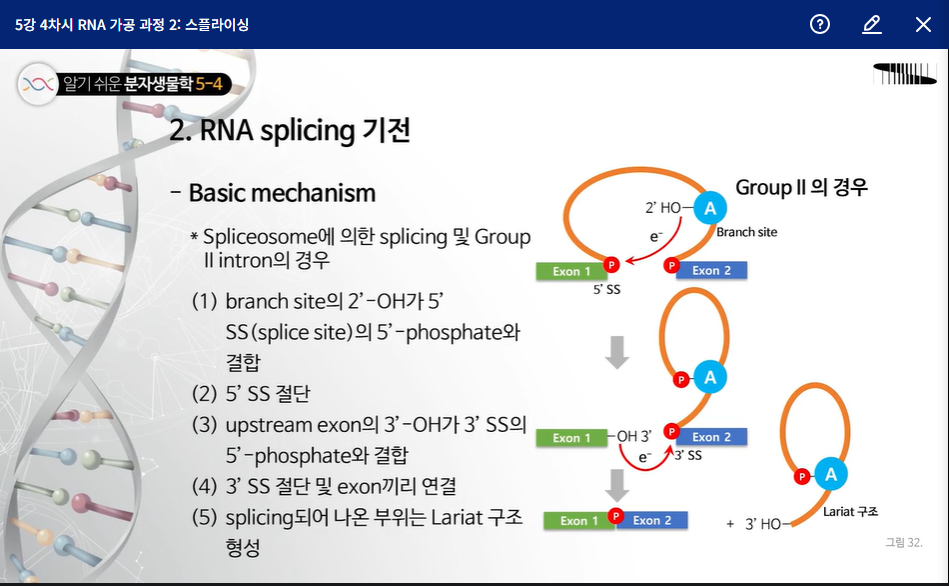 5강 4차시 RNA 가공 과정 2: 스플라이싱
알기 쉬운 분자생물학 5-4
2. RNA splicing 기전
- Basic mechanism
* Spliceosome에 의한 splicing 및 Group
II intron의 경우
(1) branch site의 2'-OH가 5'
SS(splice site)의 5'-phosphate와
결합
(2) 5' SS 절단
(3) upstream exon의 3'-OH가 3' SS의
5'-phosphate와 결합
(4) 3' SS 절단 및 exon끼리 연결
(5) splicing되어 나온 부위는 Lariat 구조
형성
Group II 의 경우
2' HO
A
e⁻
Branch site
Exon 1
P
P
Exon 2
5' SS
P
A
Exon 1
OH 3'
P
Exon 2
e⁻
3' SS
P
A
Exon 1
P
Exon 2
+ 3' HO
Lariat 구조
그림 32.